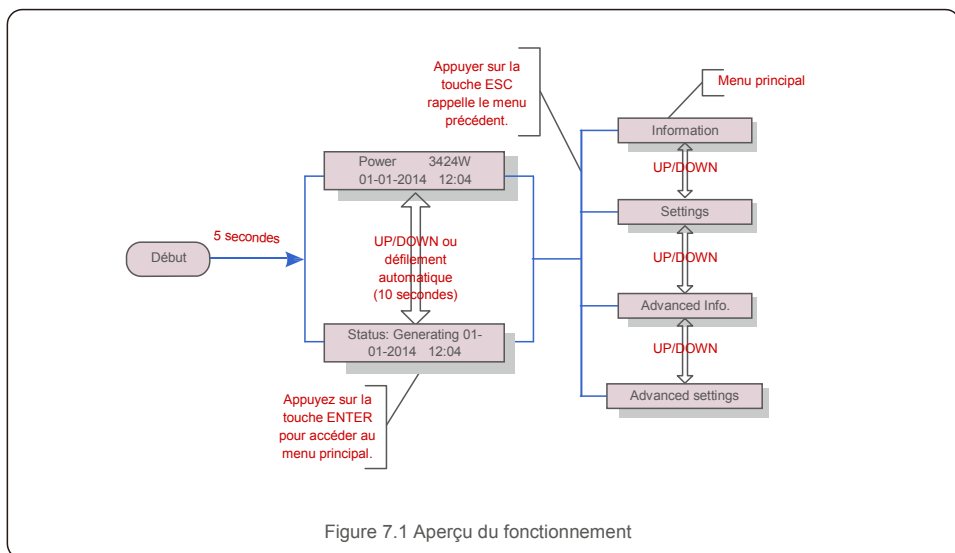 Appuyer sur la
touche ESC
rappelle le menu
précédent.
Menu principal
Information
UP/DOWN
Settings
UP/DOWN
Advanced Info.
UP/DOWN
Advanced settings
Power 3424W
01-01-2014 12:04
5 secondes
Début
UP/DOWN ou
défilement
automatique
(10 secondes)
Status: Generating 01-
01-2014 12:04
Appuyez sur la
touche ENTER
pour accéder au
menu principal.
Figure 7.1 Aperçu du fonctionnement